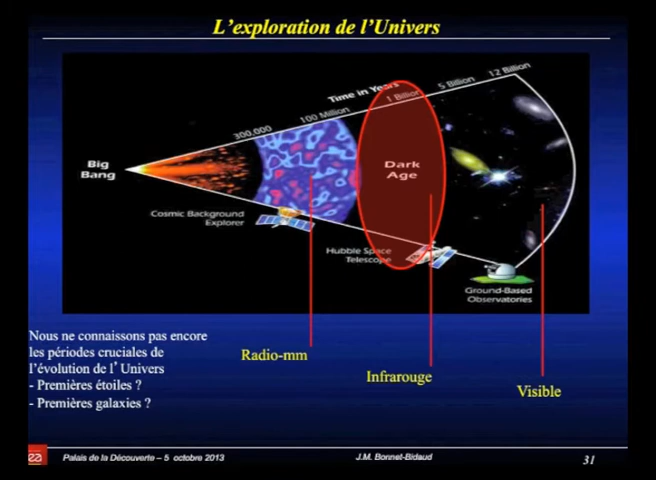 L'exploration de l'Univers
Time in Years
300,000
100 Million
1 Billion
5 Billion
12 Billion
Big
Bang
Dark
Age
Cosmic Background
Explorer
Hubble Space
Telescope
Ground-Based
Observatories
Nous ne connaissons pas encore
les périodes cruciales de
l'évolution de l' Univers
- Premières étoiles ?
- Premières galaxies ?
Radio-mm
Infrarouge
Visible
cea
Palais de la Découverte – 5 octobre 2013
J.M. Bonnet-Bidaud
31